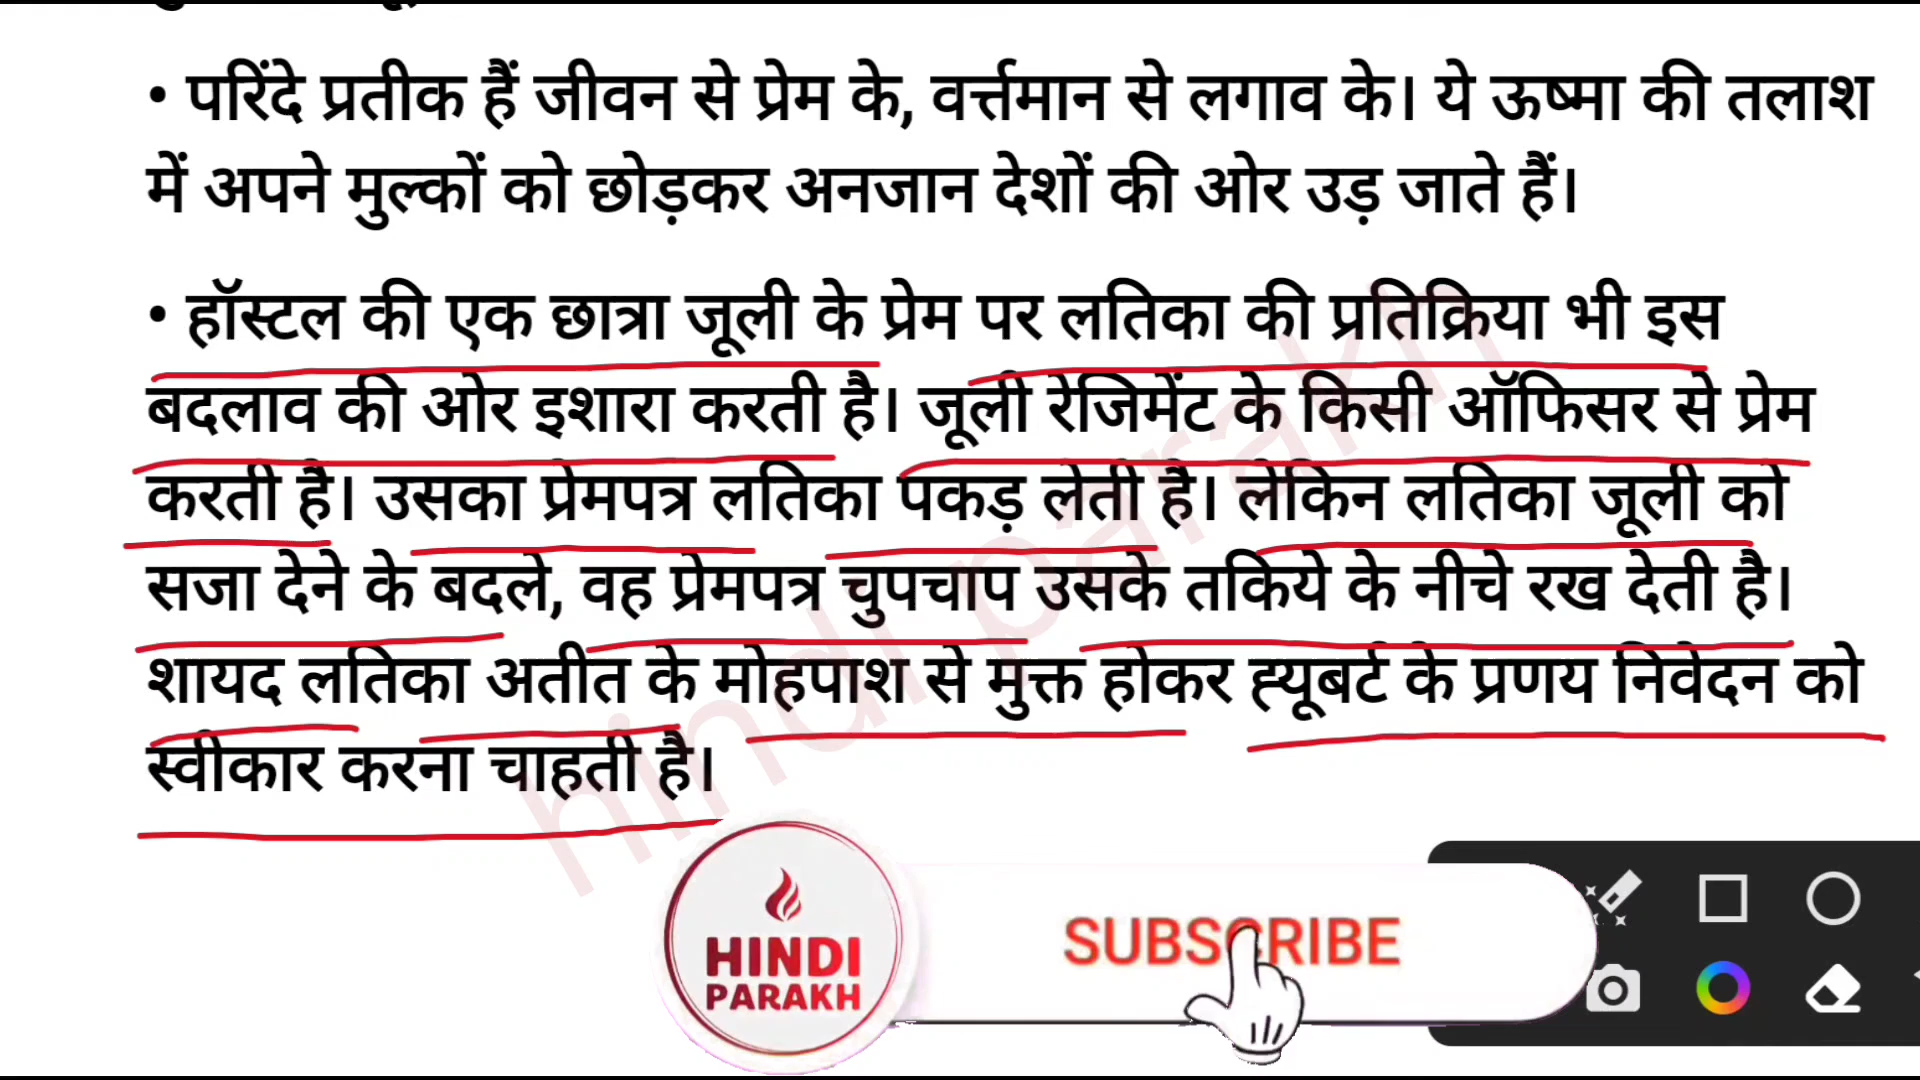 • परिंदे प्रतीक हैं जीवन से प्रेम के, वर्त्तमान से लगाव के। ये ऊष्मा की तलाश
में अपने मुल्कों को छोड़कर अनजान देशों की ओर उड़ जाते हैं।
• हॉस्टल की एक छात्रा जूली के प्रेम पर लतिका की प्रतिक्रिया भी इस
बदलाव की ओर इशारा करती है। जूली रेजिमेंट के किसी ऑफिसर से प्रेम
करती है। उसका प्रेमपत्र लतिका पकड़ लेती है। लेकिन लतिका जूली को
सजा देने के बदले, वह प्रेमपत्र चुपचाप उसके तकिये के नीचे रख देती है।
शायद लतिका अतीत के मोहपाश से मुक्त होकर ह्यूबर्ट के प्रणय निवेदन को
स्वीकार करना चाहती है।
hindi parakh
HINDI
PARAKH
SUBSCRIBE